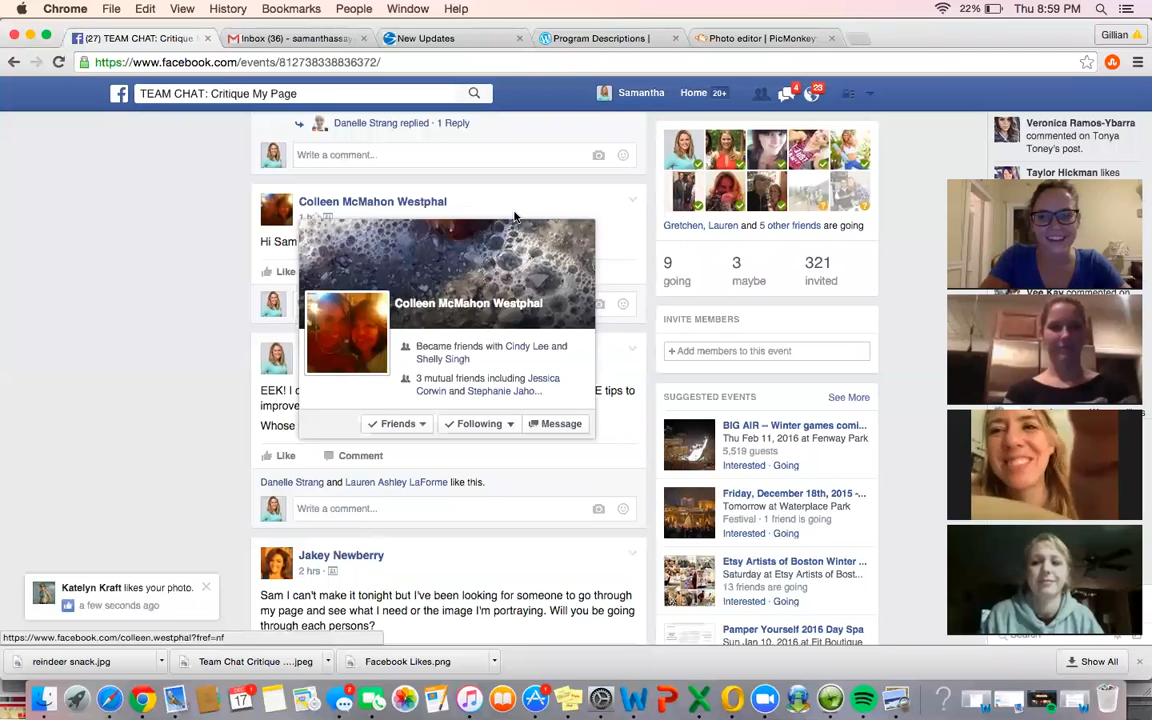 Chrome File Edit View History Bookmarks People Window Help 22% Thu 8:59 PM
(27) TEAM CHAT: Critique Inbox (36) - samanthassay New Updates Program Descriptions | Photo editor | PicMonkey Gillian
https://www.facebook.com/events/812738338836372/
TEAM CHAT: Critique My Page Samantha Home 20+ 4 23
Danelle Strang replied · 1 Reply
Write a comment...
Colleen McMahon Westphal
Hi Sam
Like
Colleen McMahon Westphal
Became friends with Cindy Lee and
Shelly Singh
3 mutual friends including Jessica
Corwin and Stephanie Jaho...
Friends Following Message
EEK! I c
E tips to
improve
Whose
Like Comment
Danelle Strang and Lauren Ashley LaForme like this.
Write a comment...
Jakey Newberry
2 hrs ·
Sam I can't make it tonight but I've been looking for someone to go through
my page and see what I need or the image I'm portraying. Will you be going
through each persons?
Gretchen, Lauren and 5 other friends are going
9 3 321
going maybe invited
INVITE MEMBERS
+ Add members to this event
SUGGESTED EVENTS See More
BIG AIR -- Winter games comi...
Thu Feb 11, 2016 at Fenway Park
5,519 guests
Interested · Going
Friday, December 18th, 2015 -...
Tomorrow at Waterplace Park
Festival · 1 friend is going
Interested · Going
Etsy Artists of Boston Winter ...
Saturday at Etsy Artists of Bost...
13 friends are going
Interested · Going
Pamper Yourself 2016 Day Spa
Sun Jan 10, 2016 at Fit Boutique
Veronica Ramos-Ybarra
commented on Tonya
Toney's post.
Taylor Hickman likes
Vee Kay commented on
Search
Katelyn Kraft likes your photo.
a few seconds ago
https://www.facebook.com/colleen.westphal?fref=nf
reindeer snack.jpg Team Chat Critique ....jpeg Facebook Likes.png Show All
DEC 17